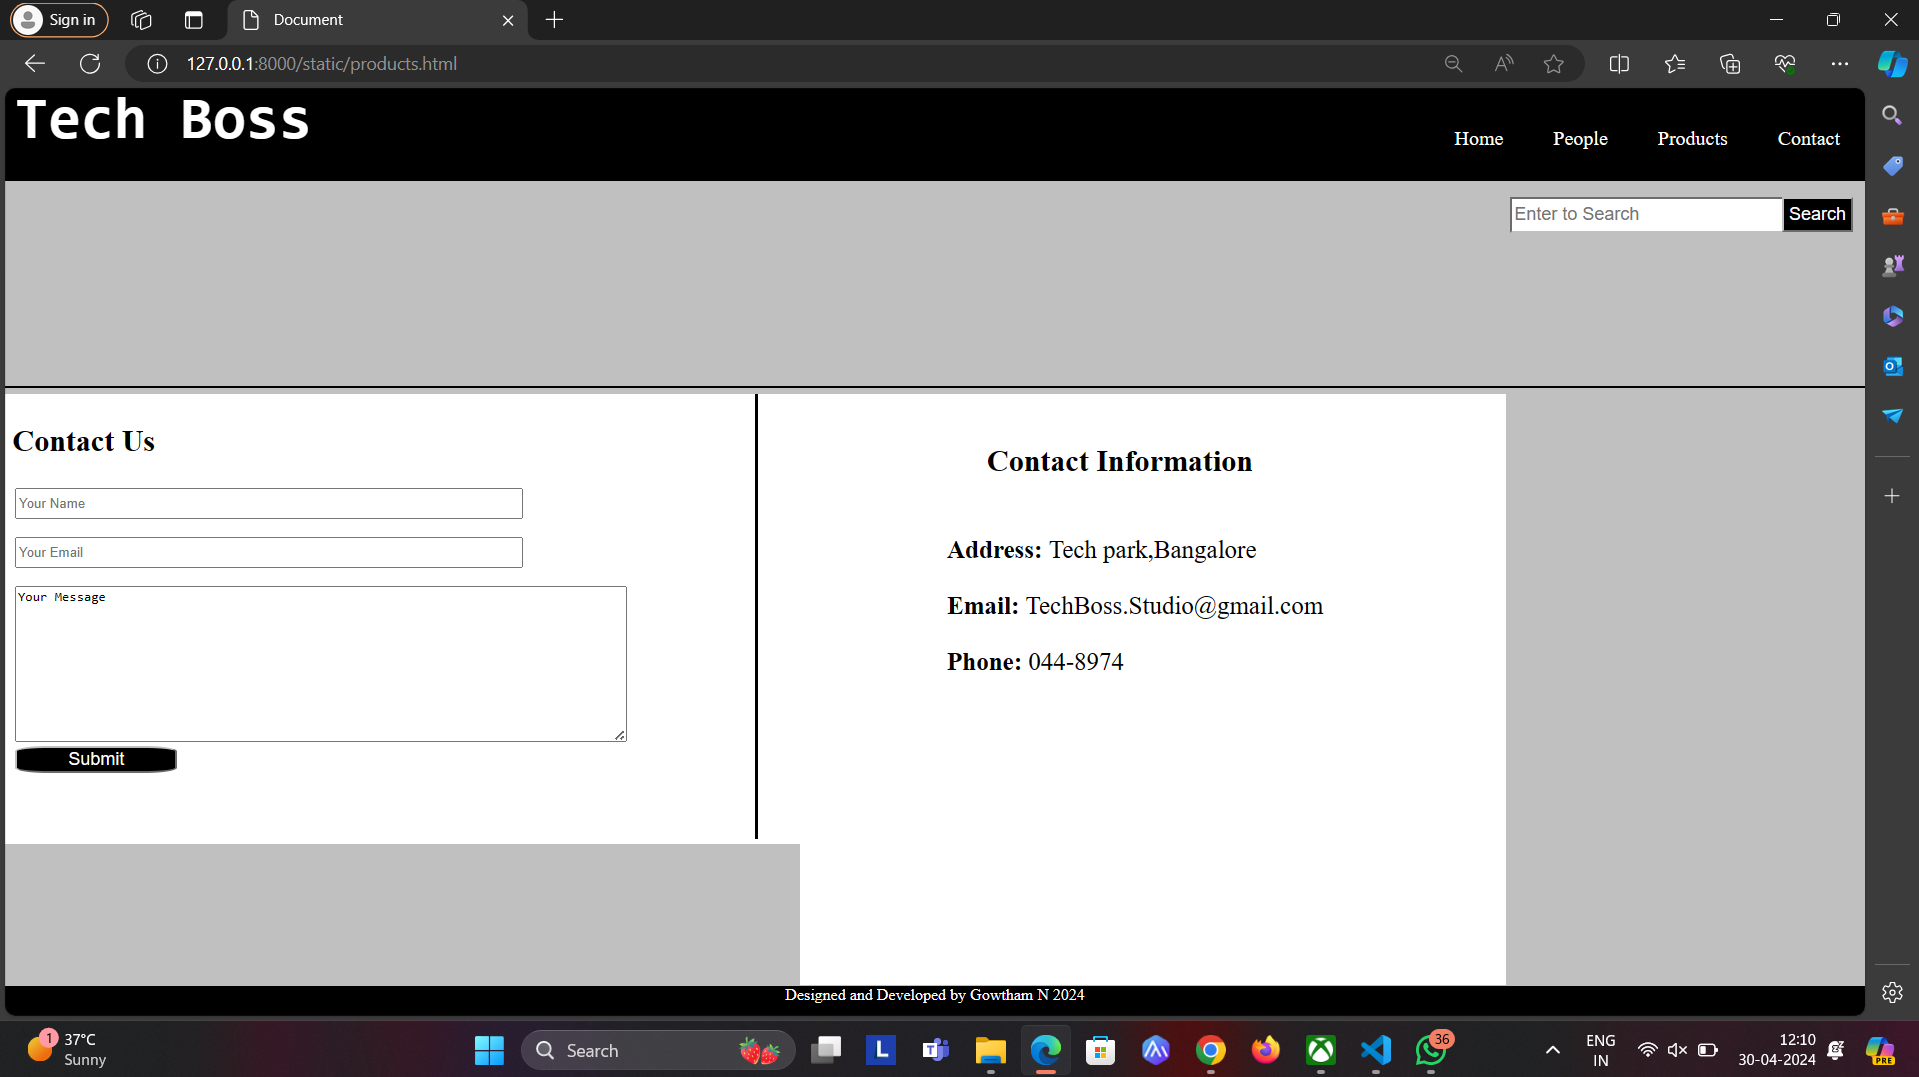 Sign in
Document
127.0.0.1:8000/static/products.html
Tech Boss
Home People Products Contact
Enter to Search Search
Contact Us
Your Name
Your Email
Your Message
Submit
Contact Information
Address: Tech park,Bangalore
Email: TechBoss.Studio@gmail.com
Phone: 044-8974
Designed and Developed by Gowtham N 2024
1
37°C
Sunny
Search
L
36
ENG
IN
12:10
30-04-2024
PRE